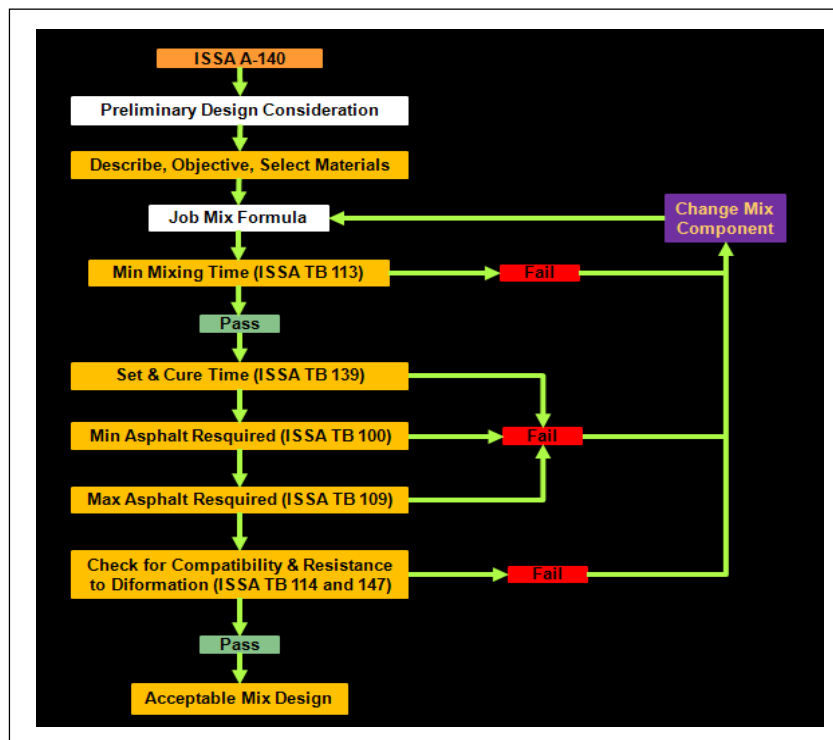 ISSA A-140
Preliminary Design Consideration
Describe, Objective, Select Materials
Job Mix Formula
Change Mix
Component
Min Mixing Time (ISSA TB 113)
Fail
Pass
Set & Cure Time (ISSA TB 139)
Min Asphalt Resquired (ISSA TB 100)
Fail
Max Asphalt Resquired (ISSA TB 109)
Check for Compatibility & Resistance
to Diformation (ISSA TB 114 and 147)
Fail
Pass
Acceptable Mix Design